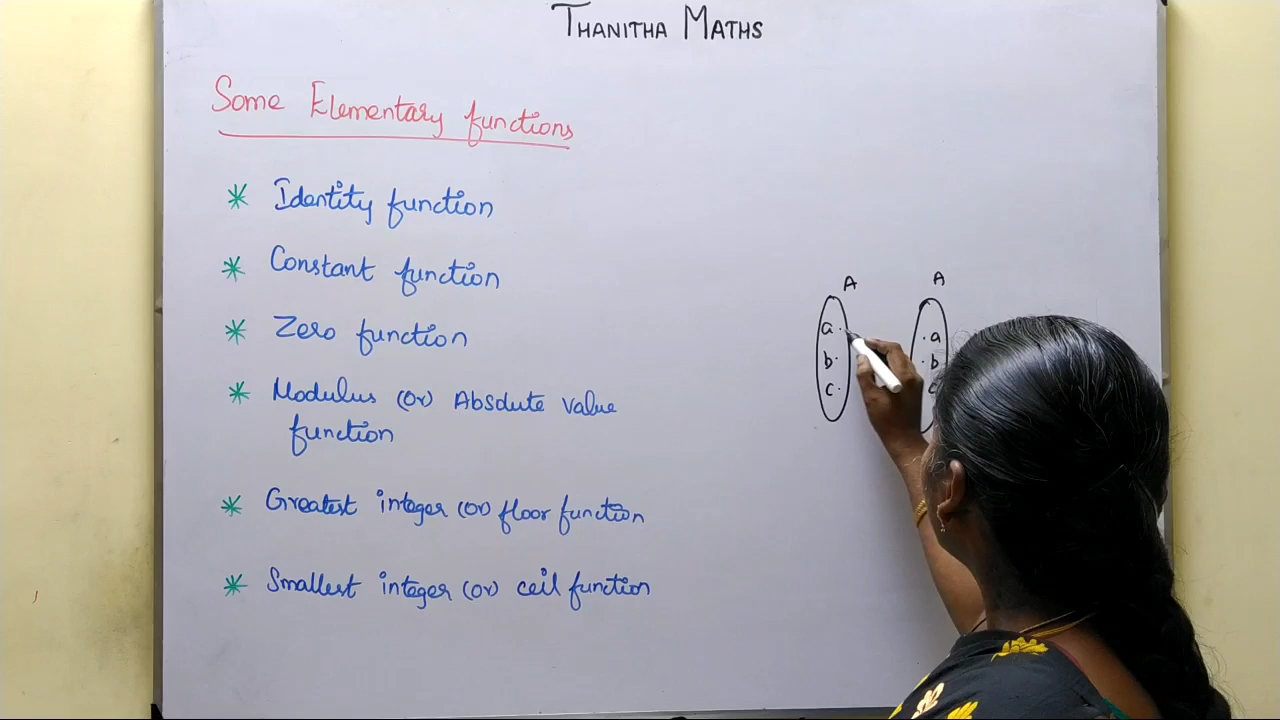 THANITHA MATHS
Some Elementary functions
* Identity function
* Constant function
* Zero function
* Modulus (or) Absolute value
function
* Greatest integer (or) floor function
* Smallest integer (or) ceil function
A A
a. .a
b. .b
c. c